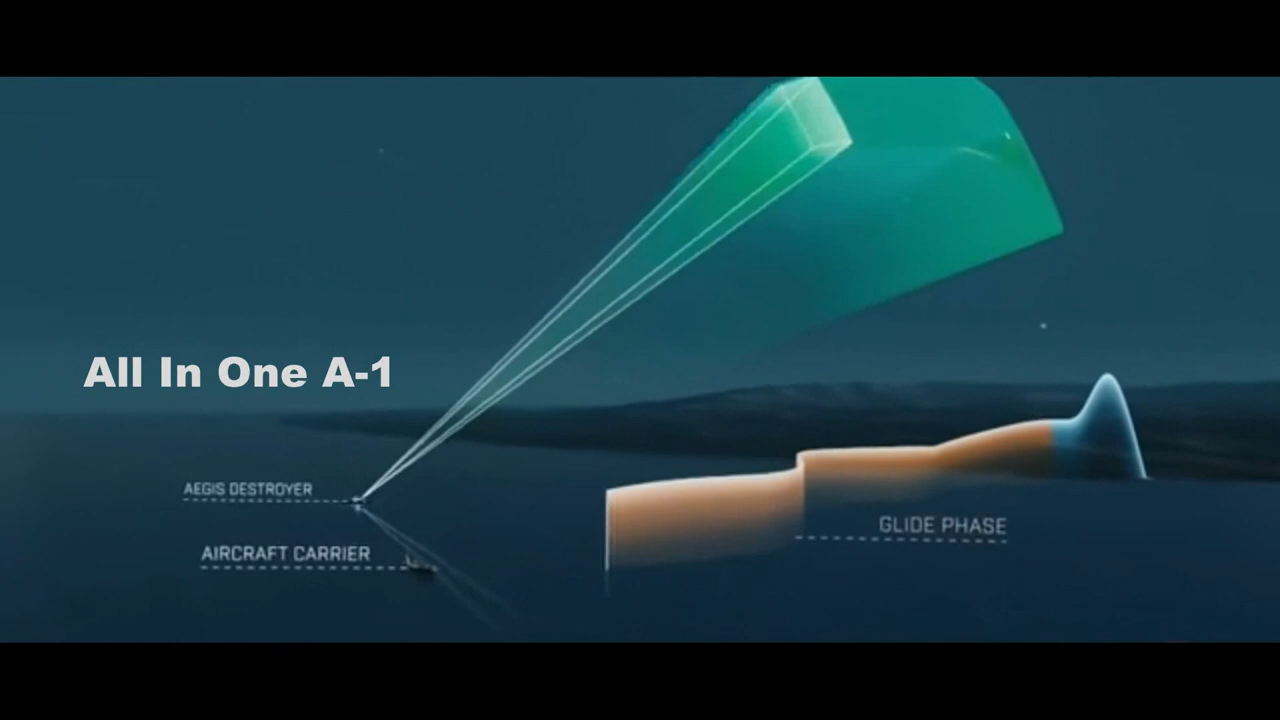 All In One A-1
AEGIS DESTROYER
AIRCRAFT CARRIER
GLIDE PHASE